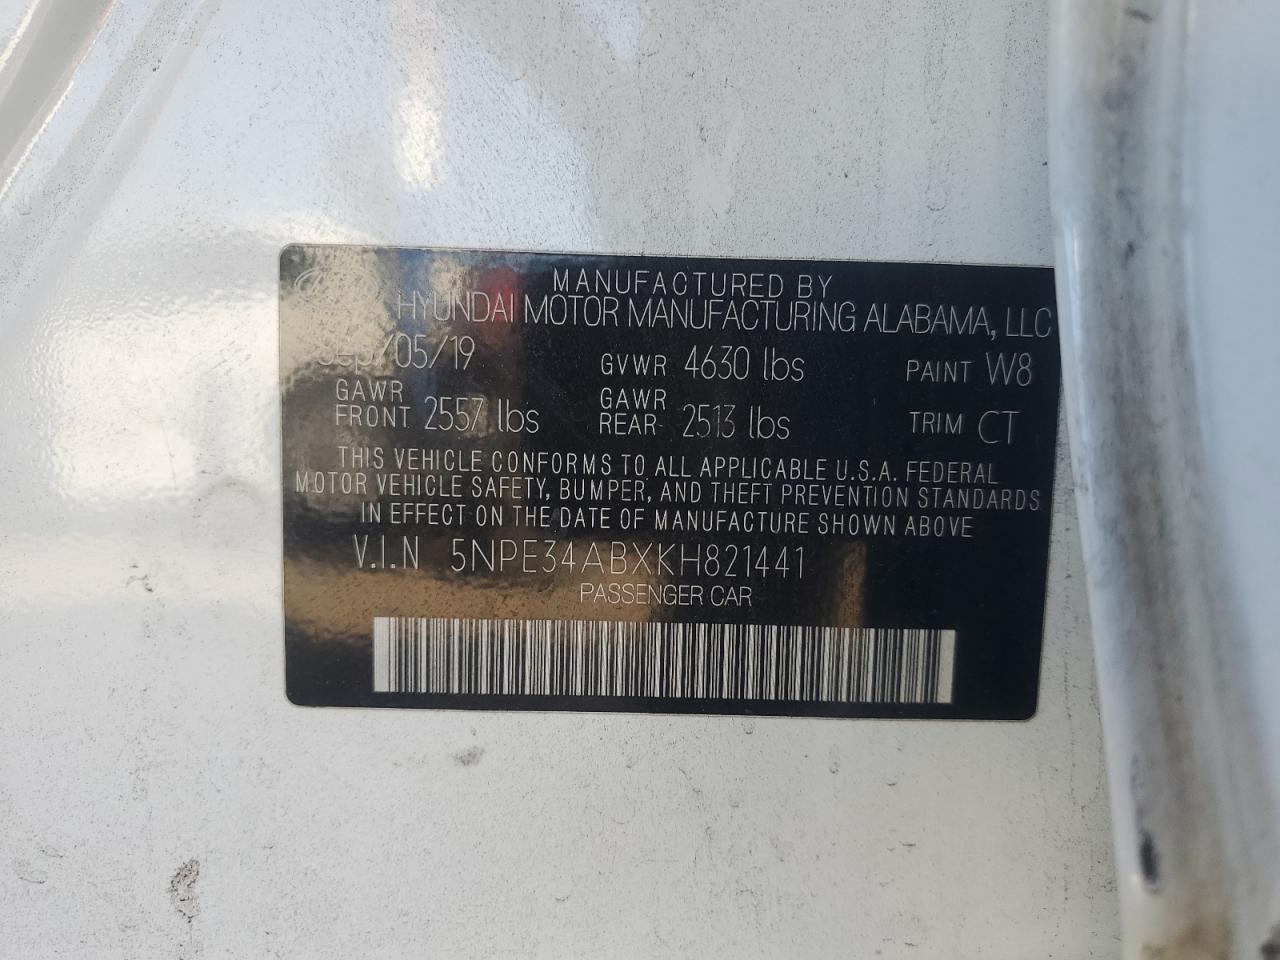 MANUFACTURED BY
HYUNDAI MOTOR MANUFACTURING ALABAMA, LLC
Sep/05/19 GVWR 4630 lbs PAINT W8
GAWR FRONT 2557 lbs GAWR REAR 2513 lbs TRIM CT
THIS VEHICLE CONFORMS TO ALL APPLICABLE U.S.A. FEDERAL
MOTOR VEHICLE SAFETY, BUMPER, AND THEFT PREVENTION STANDARDS
IN EFFECT ON THE DATE OF MANUFACTURE SHOWN ABOVE
V.I.N 5NPE34ABXKH821441
PASSENGER CAR